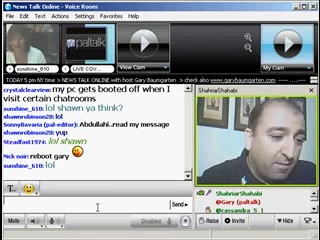 News Talk Online - Voice Room
File Edit Actions Settings Favorites Help
sunshine_610
paltalk
LIVE COV...
View Cam
My Cam
TODAY 5 pm NY time > NEWS TALK ONLINE with host Gary Baumgarten > check also www.garybaumgarten.com
crystalclearview: my pc gets booted off when I visit certain chatrooms
sunshine_610: lol shawn ya think?
shawnrobinson20: lol
SonnyBavaria (pal-editor): Abdullahi..read my message
shawnrobinson20: yup
Steadfast1974: lol shawn
Nick noir: reboot gary
sunshine_610: lol
ShahriarShahabi
T
Send
ShahriarShahabi
@Gary (paltalk)
@cassandra_5_1
Mute
Disabled
Raise
Hide
Invite